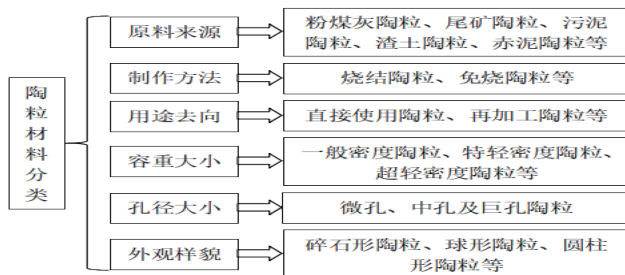 陶粒材料分类
原料来源
粉煤灰陶粒、尾矿陶粒、污泥
陶粒、渣土陶粒、赤泥陶粒等
制作方法
烧结陶粒、免烧陶粒等
用途去向
直接使用陶粒、再加工陶粒等
容重大小
一般密度陶粒、特轻密度陶粒、
超轻密度陶粒等
孔径大小
微孔、中孔及巨孔陶粒
外观样貌
碎石形陶粒、球形陶粒、圆柱
形陶粒等